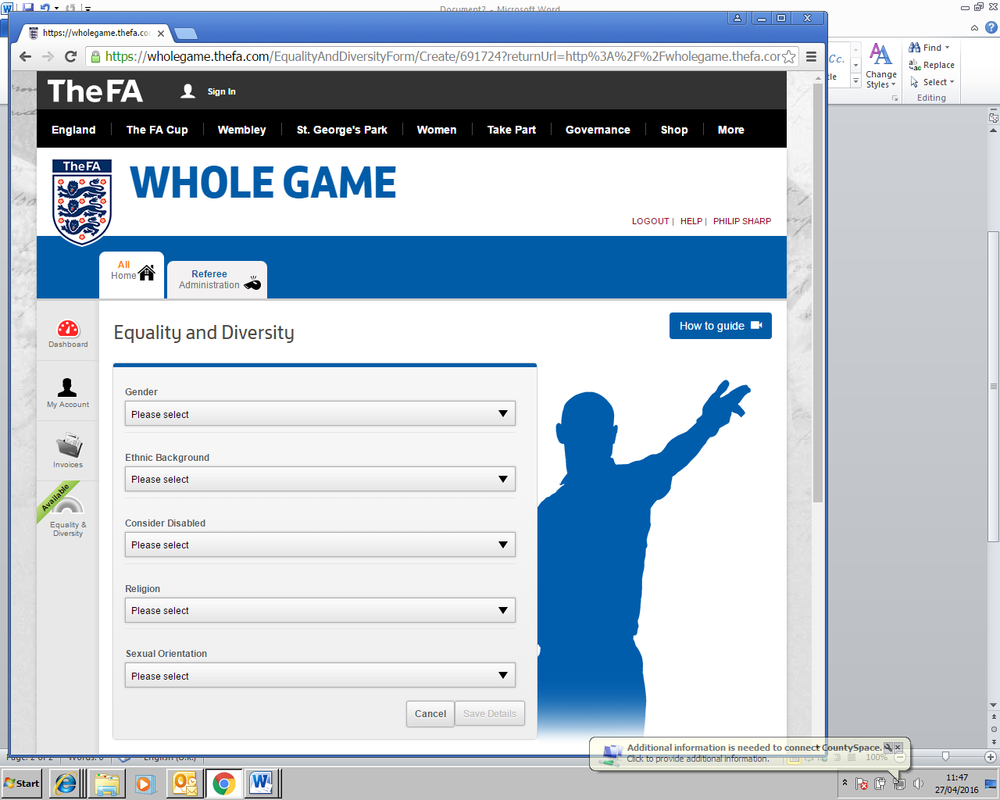 Document2 - Microsoft Word
https://wholegame.thefa.co
https://wholegame.thefa.com/EqualityAndDiversityForm/Create/691724?returnUrl=http%3A%2F%2Fwholegame.thefa.cor
Find
Replace
Select
Editing
Change
Styles
TheFA
Sign In
England
The FA Cup
Wembley
St. George's Park
Women
Take Part
Governance
Shop
More
TheFA
WHOLE GAME
LOGOUT | HELP | PHILIP SHARP
All
Home
Referee
Administration
Dashboard
My Account
Invoices
Available
Equality &
Diversity
Equality and Diversity
How to guide
Gender
Please select
Ethnic Background
Please select
Consider Disabled
Please select
Religion
Please select
Sexual Orientation
Please select
Cancel
Save Details
Additional information is needed to connect CountySpace.
Click to provide additional information.
100%
Start
11:47
27/04/2016